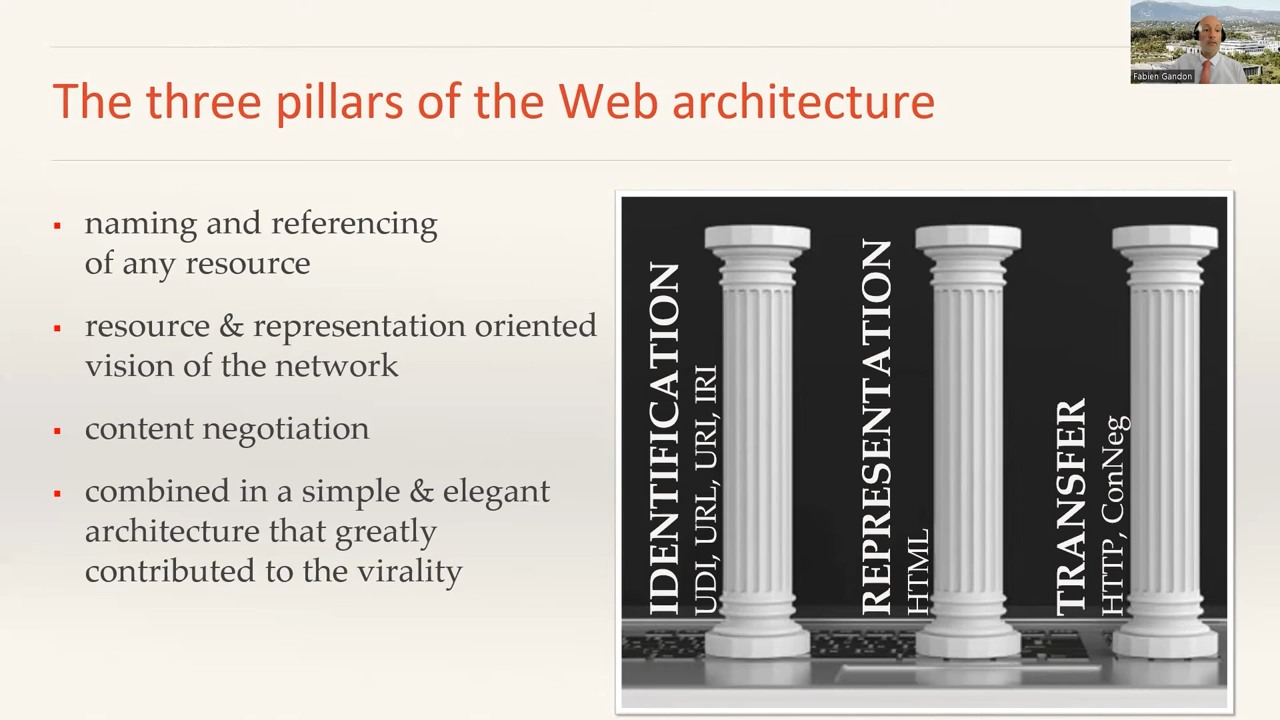 The three pillars of the Web architecture
Fabien Gandon
▪ naming and referencing
of any resource
▪ resource & representation oriented
vision of the network
▪ content negotiation
▪ combined in a simple & elegant
architecture that greatly
contributed to the virality
IDENTIFICATION
UDI, URL, URI, IRI
REPRESENTATION
HTML
TRANSFER
HTTP, ConNeg